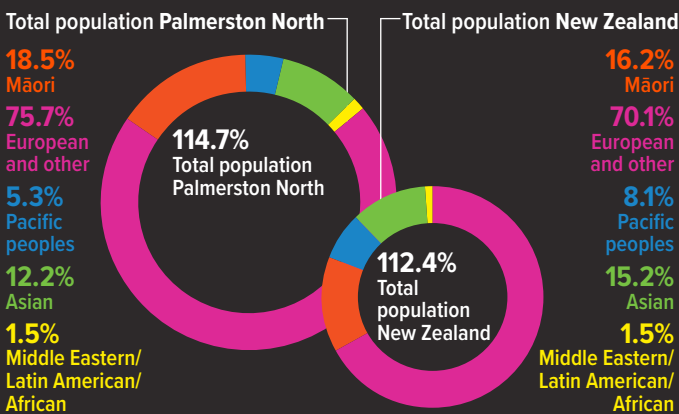 Total population Palmerston North
18.5%
Māori
75.7%
European
and other
5.3%
Pacific
peoples
12.2%
Asian
1.5%
Middle Eastern/
Latin American/
African
114.7%
Total population
Palmerston North
Total population New Zealand
16.2%
Māori
70.1%
European
and other
8.1%
Pacific
peoples
15.2%
Asian
1.5%
Middle Eastern/
Latin American/
African
112.4%
Total
population
New Zealand